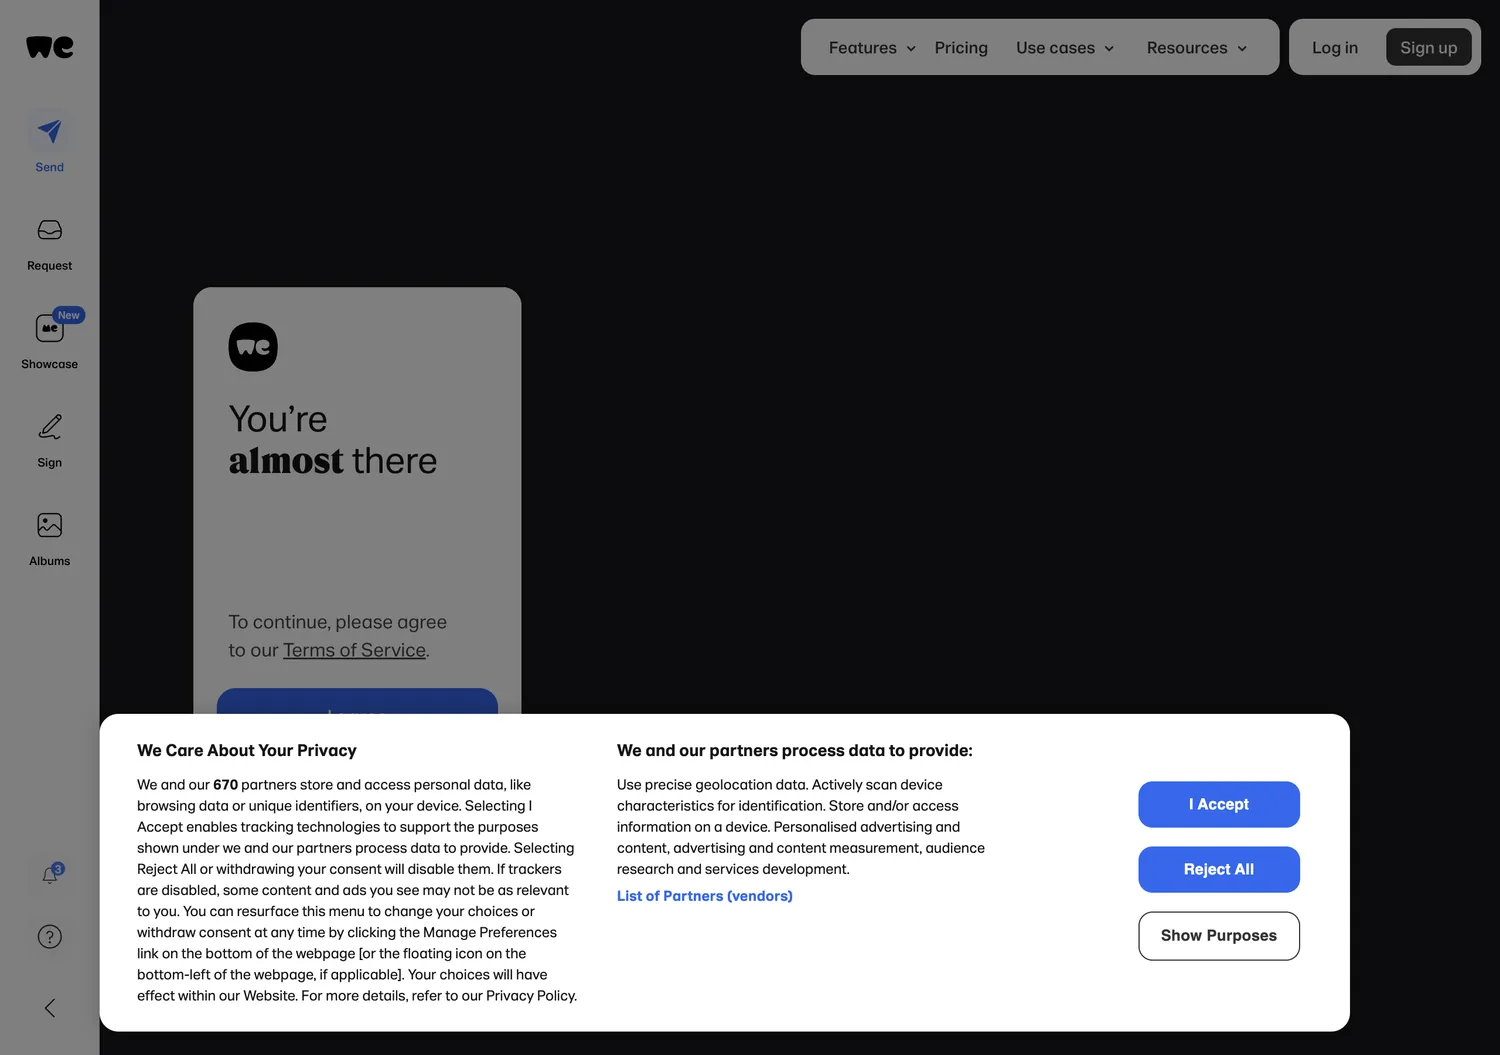 we
Features
Pricing
Use cases
Resources
Log in
Sign up
Send
Request
New
we
Showcase
Sign
Albums
3
?
we
You're
almost there
To continue, please agree
to our Terms of Service.
We Care About Your Privacy
We and our 670 partners store and access personal data, like
browsing data or unique identifiers, on your device. Selecting I
Accept enables tracking technologies to support the purposes
shown under we and our partners process data to provide. Selecting
Reject All or withdrawing your consent will disable them. If trackers
are disabled, some content and ads you see may not be as relevant
to you. You can resurface this menu to change your choices or
withdraw consent at any time by clicking the Manage Preferences
link on the bottom of the webpage [or the floating icon on the
bottom-left of the webpage, if applicable]. Your choices will have
effect within our Website. For more details, refer to our Privacy Policy.
We and our partners process data to provide:
Use precise geolocation data. Actively scan device
characteristics for identification. Store and/or access
information on a device. Personalised advertising and
content, advertising and content measurement, audience
research and services development.
List of Partners (vendors)
I Accept
Reject All
Show Purposes